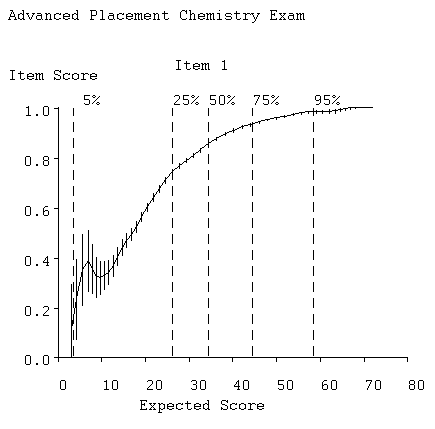 Advanced Placement Chemistry Exam
Item 1
Item Score
5% 25% 50% 75% 95%
1.0
0.8
0.6
0.4
0.2
0.0
0 10 20 30 40 50 60 70 80
Expected Score